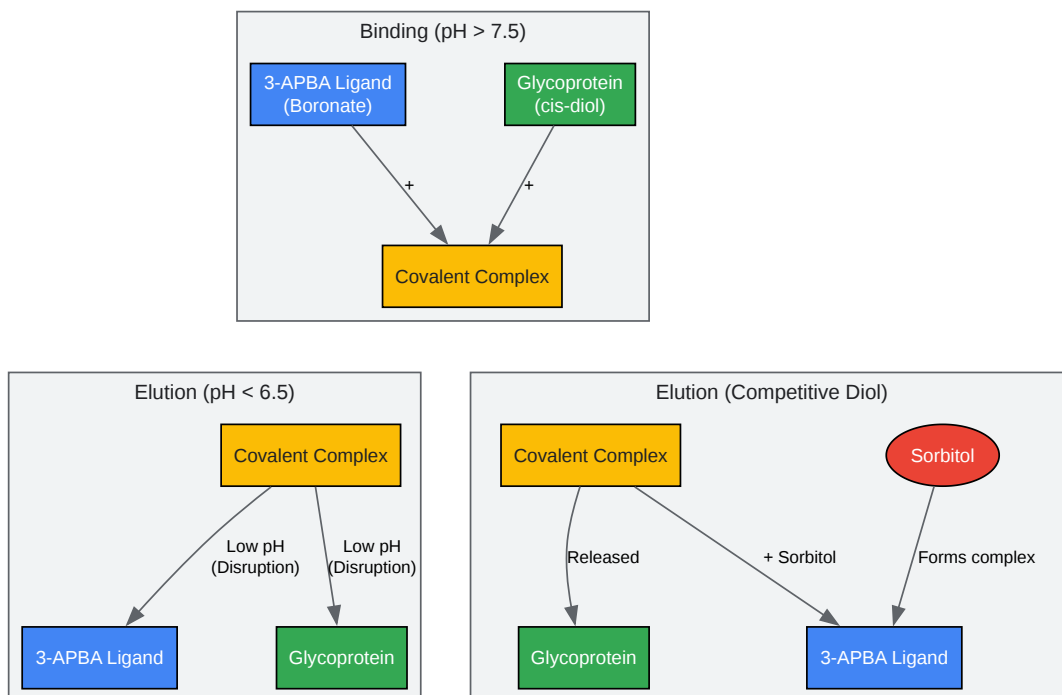 Binding (pH > 7.5)
3-APBA Ligand
(Boronate)
Glycoprotein
(cis-diol)
+
+
Covalent Complex
Elution (pH < 6.5)
Covalent Complex
Low pH
(Disruption)
Low pH
(Disruption)
3-APBA Ligand
Glycoprotein
Elution (Competitive Diol)
Covalent Complex
Sorbitol
Released
+ Sorbitol
Forms complex
Glycoprotein
3-APBA Ligand